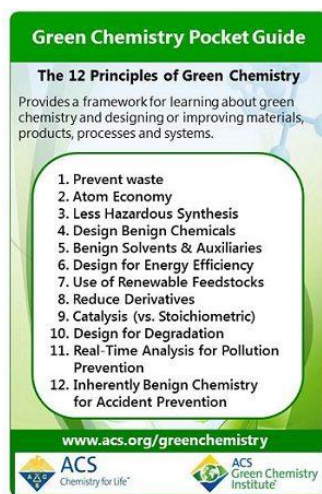 Green Chemistry Pocket Guide
The 12 Principles of Green Chemistry
Provides a framework for learning about green
chemistry and designing or improving materials,
products, processes and systems.
1. Prevent waste
2. Atom Economy
3. Less Hazardous Synthesis
4. Design Benign Chemicals
5. Benign Solvents & Auxiliaries
6. Design for Energy Efficiency
7. Use of Renewable Feedstocks
8. Reduce Derivatives
9. Catalysis (vs. Stoichiometric)
10. Design for Degradation
11. Real-Time Analysis for Pollution
Prevention
12. Inherently Benign Chemistry
for Accident Prevention
www.acs.org/greenchemistry
ACS
Chemistry for Life™
ACS
Green Chemistry
Institute®